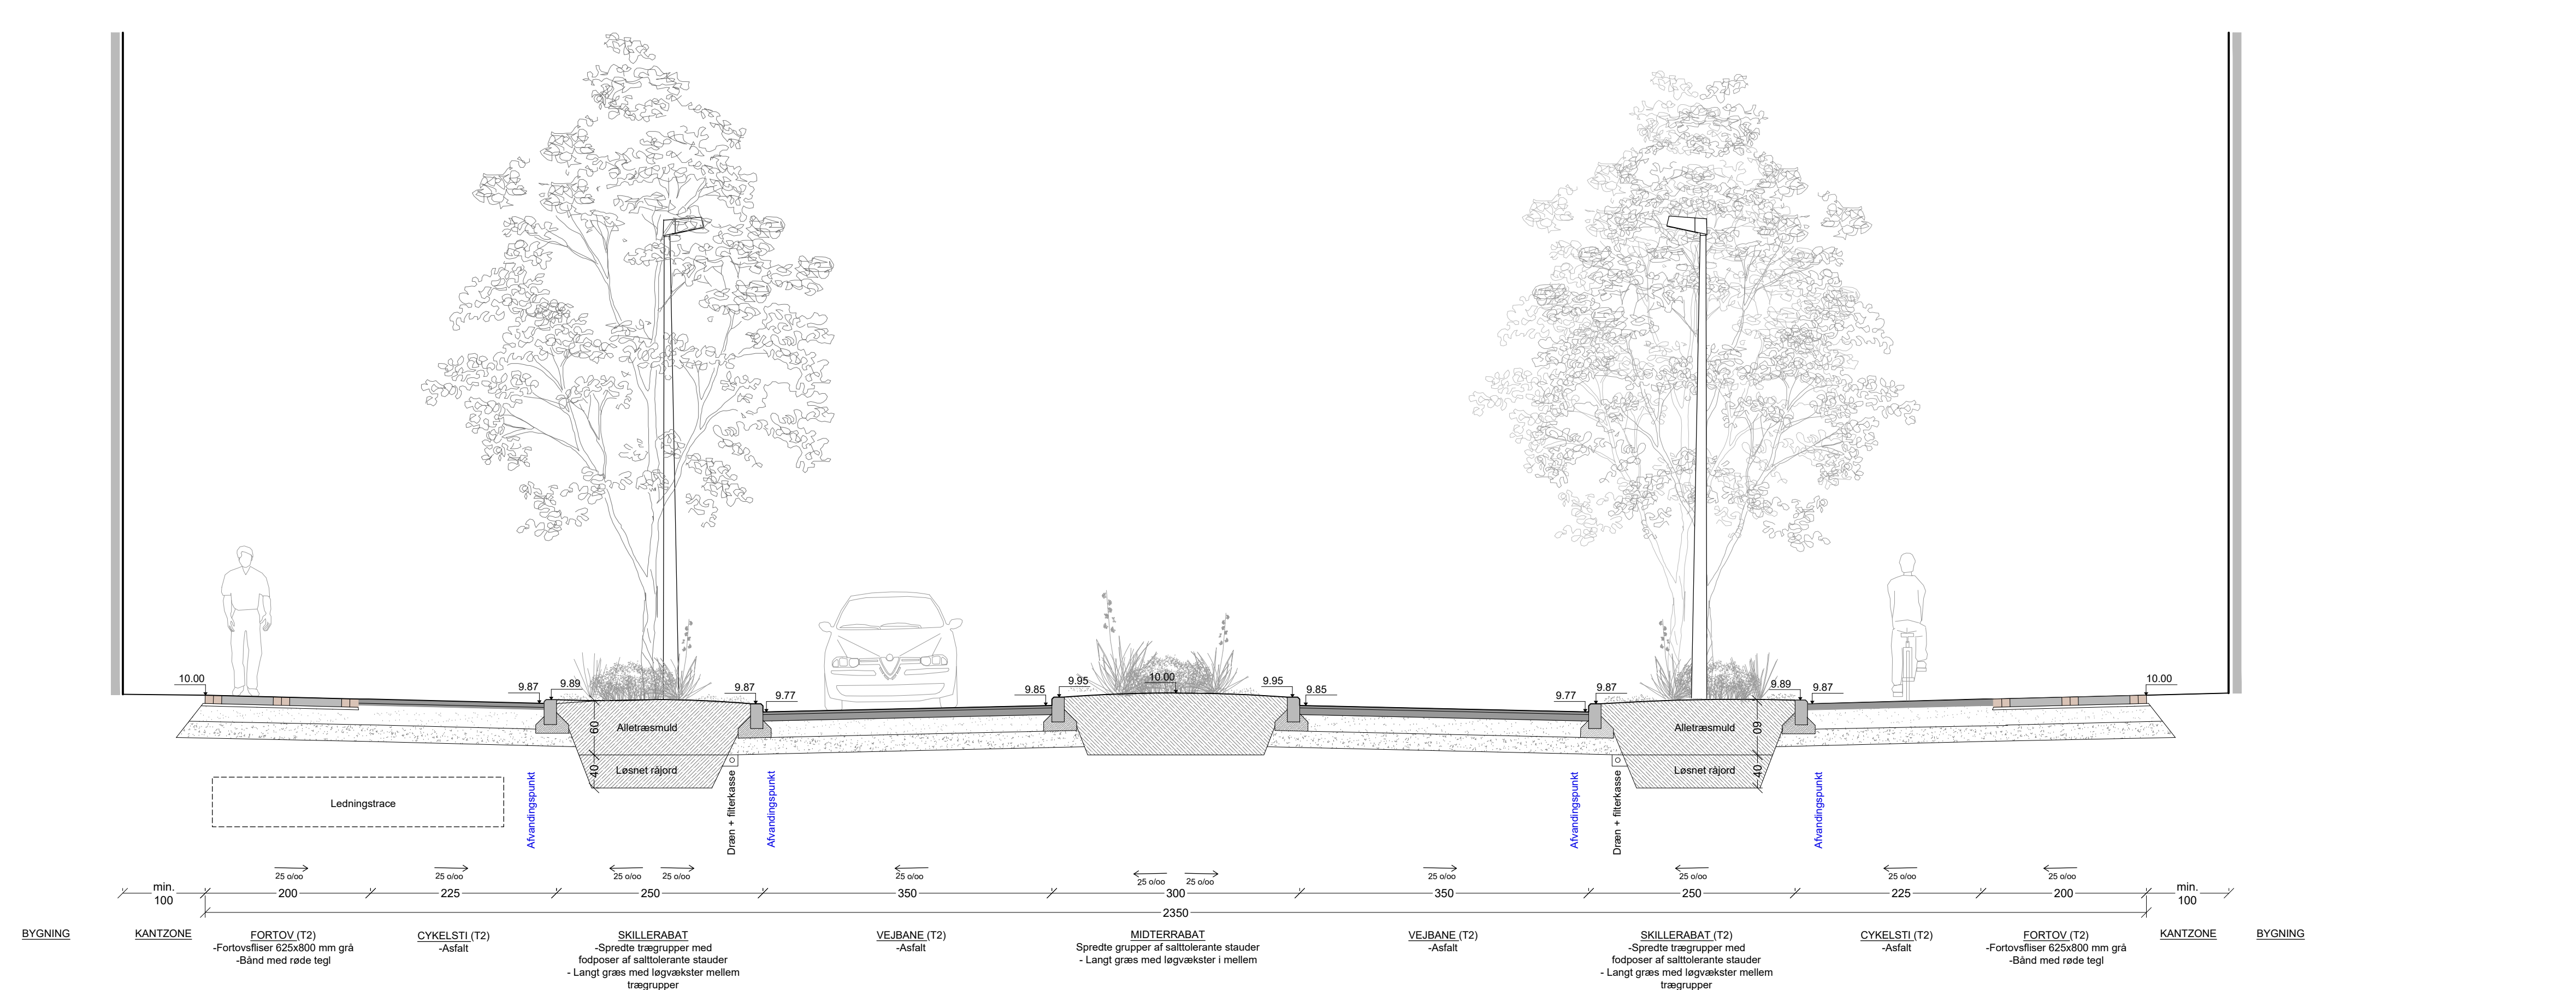 10.00
9.87
9.89
9.87
9.77
9.85
9.95
10.00
9.95
9.85
9.77
9.87
9.89
9.87
10.00
60
Alletræsmuld
40
Løsnet råjord
Alletræsmuld
60
Løsnet råjord
40
Ledningstrace
Afvandingspunkt
Dræn + filterkasse
Afvandingspunkt
Afvandingspunkt
Dræn + filterkasse
Afvandingspunkt
25 o/oo
25 o/oo
25 o/oo
25 o/oo
25 o/oo
25 o/oo
25 o/oo
25 o/oo
25 o/oo
25 o/oo
25 o/oo
min.
100
200
225
250
350
300
350
250
225
200
min.
100
2350
BYGNING
KANTZONE
FORTOV (T2)
-Fortovsfliser 625x800 mm grå
-Bånd med røde tegl
CYKELSTI (T2)
-Asfalt
SKILLERABAT
-Spredte trægrupper med
fodposer af salttolerante stauder
- Langt græs med løgvækster mellem
trægrupper
VEJBANE (T2)
-Asfalt
MIDTERRABAT
Spredte grupper af salttolerante stauder
- Langt græs med løgvækster i mellem
VEJBANE (T2)
-Asfalt
SKILLERABAT (T2)
-Spredte trægrupper med
fodposer af salttolerante stauder
- Langt græs med løgvækster mellem
trægrupper
CYKELSTI (T2)
-Asfalt
FORTOV (T2)
-Fortovsfliser 625x800 mm grå
-Bånd med røde tegl
KANTZONE
BYGNING